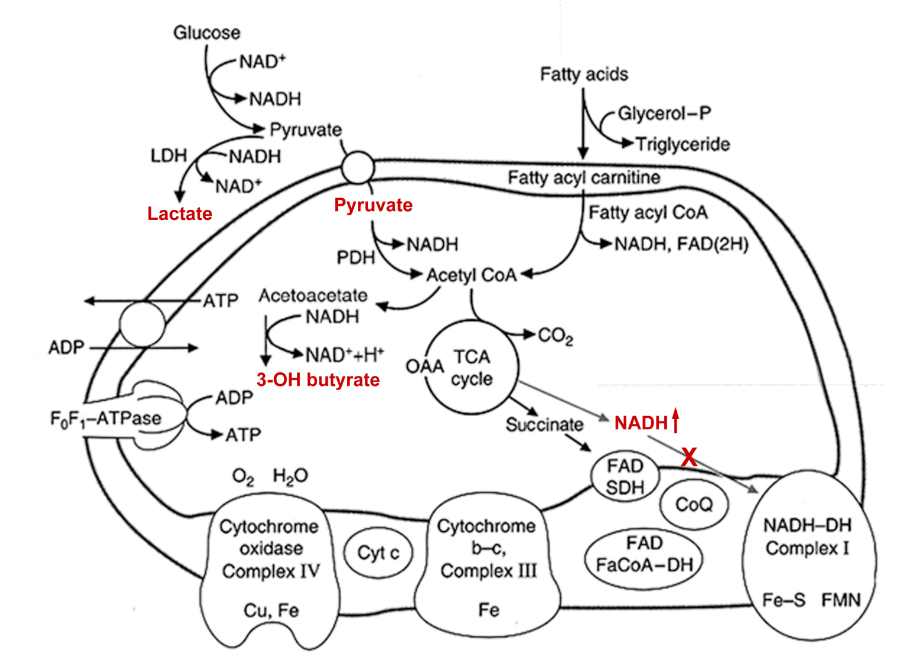 Glucose
NAD⁺
NADH
Pyruvate
LDH
NADH
NAD⁺
Lactate
Fatty acids
Glycerol–P
Triglyceride
Fatty acyl carnitine
Pyruvate
Fatty acyl CoA
NADH, FAD(2H)
PDH
NADH
Acetyl CoA
ATP
ADP
Acetoacetate
NADH
NAD⁺+H⁺
3-OH butyrate
CO₂
OAA
TCA
cycle
Succinate
NADH
X
F₀F₁–ATPase
ADP
ATP
O₂ H₂O
FAD
SDH
CoQ
Cytochrome
oxidase
Complex IV
Cu, Fe
Cyt c
Cytochrome
b–c,
Complex III
Fe
FAD
FaCoA–DH
NADH–DH
Complex I
Fe–S FMN